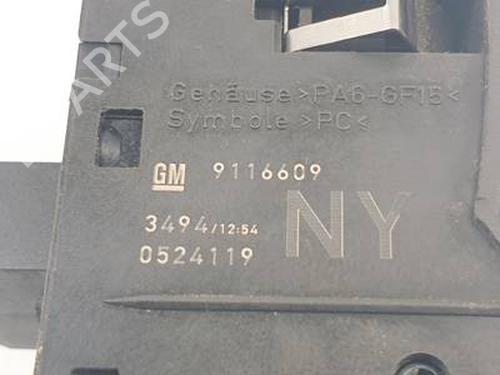 Gehäuse >PA6-GF15<
Symbole >PC<
GM 9116609
3494/12:54 NY
0524119